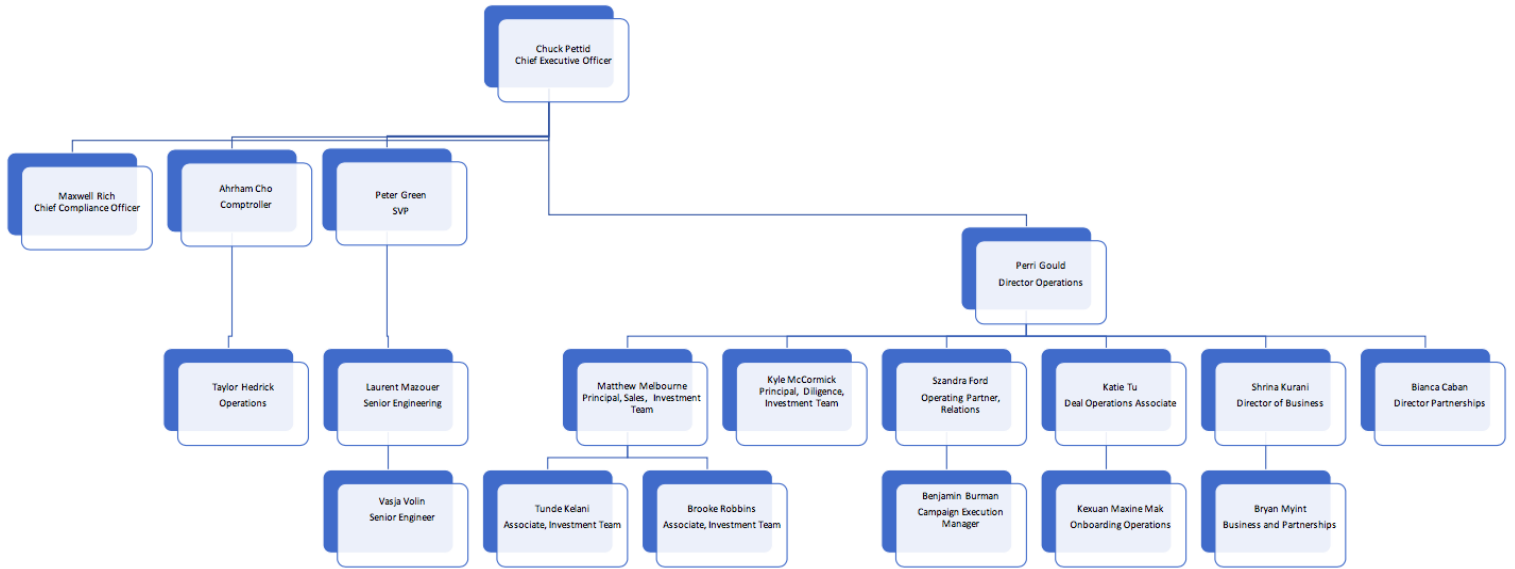 Chuck Pettid
Chief Executive Officer
Maxwell Rich
Chief Compliance Officer
Ahrham Cho
Comptroller
Peter Green
SVP
Perri Gould
Director Operations
Taylor Hedrick
Operations
Laurent Mazouer
Senior Engineering
Matthew Melbourne
Principal, Sales, Investment
Team
Kyle McCormick
Principal, Diligence,
Investment Team
Szandra Ford
Operating Partner,
Relations
Katie Tu
Deal Operations Associate
Shrina Kurani
Director of Business
Bianca Caban
Director Partnerships
Vasja Volin
Senior Engineer
Tunde Kelani
Associate, Investment Team
Brooke Robbins
Associate, Investment Team
Benjamin Burman
Campaign Execution
Manager
Kexuan Maxine Mak
Onboarding Operations
Bryan Myint
Business and Partnerships